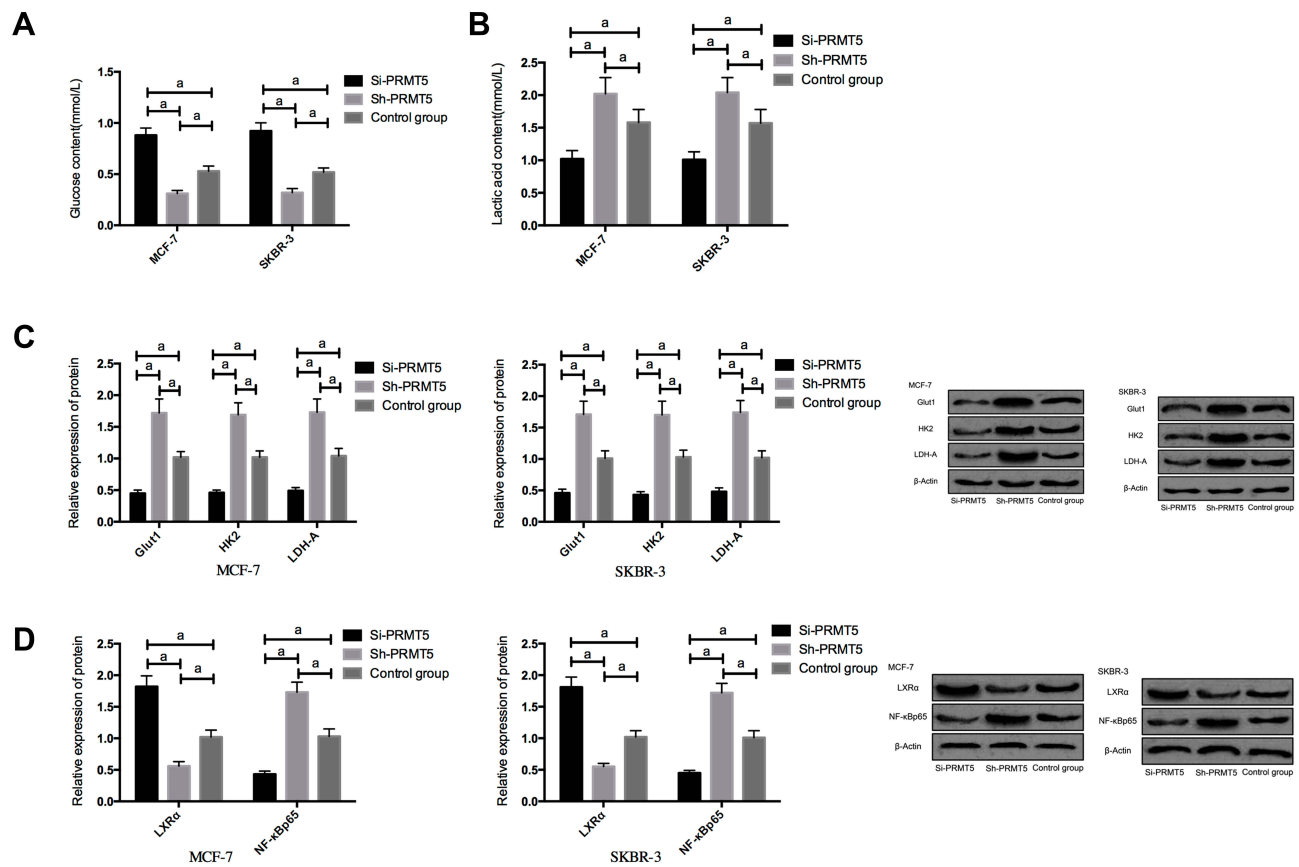 A
Glucose content(mmol/L)
1.5
1.0
0.5
0.0
a
a
a
a
a
a
MCF-7
SKBR-3
Si-PRMT5
Sh-PRMT5
Control group
B
Lactic acid content(mmol/L)
2.5
2.0
1.5
1.0
0.5
0.0
a
a
a
a
a
a
MCF-7
SKBR-3
Si-PRMT5
Sh-PRMT5
Control group
C
Relative expression of protein
2.5
2.0
1.5
1.0
0.5
0.0
a
a
a
a
a
a
a
a
a
Glut1
HK2
LDH-A
MCF-7
Si-PRMT5
Sh-PRMT5
Control group
Relative expression of protein
2.5
2.0
1.5
1.0
0.5
0.0
a
a
a
a
a
a
a
a
a
Glut1
HK2
LDH-A
SKBR-3
Si-PRMT5
Sh-PRMT5
Control group
MCF-7
Glut1
HK2
LDH-A
β-Actin
Si-PRMT5 Sh-PRMT5 Control group
SKBR-3
Glut1
HK2
LDH-A
β-Actin
Si-PRMT5 Sh-PRMT5 Control group
D
Relative expression of protein
2.5
2.0
1.5
1.0
0.5
0.0
a
a
a
a
a
a
LXRα
NF-κBp65
MCF-7
Si-PRMT5
Sh-PRMT5
Control group
Relative expression of protein
2.5
2.0
1.5
1.0
0.5
0.0
a
a
a
a
a
a
LXRα
NF-κBp65
SKBR-3
Si-PRMT5
Sh-PRMT5
Control group
MCF-7
LXRα
NF-κBp65
β-Actin
Si-PRMT5 Sh-PRMT5 Control group
SKBR-3
LXRα
NF-κBp65
β-Actin
Si-PRMT5 Sh-PRMT5 Control group